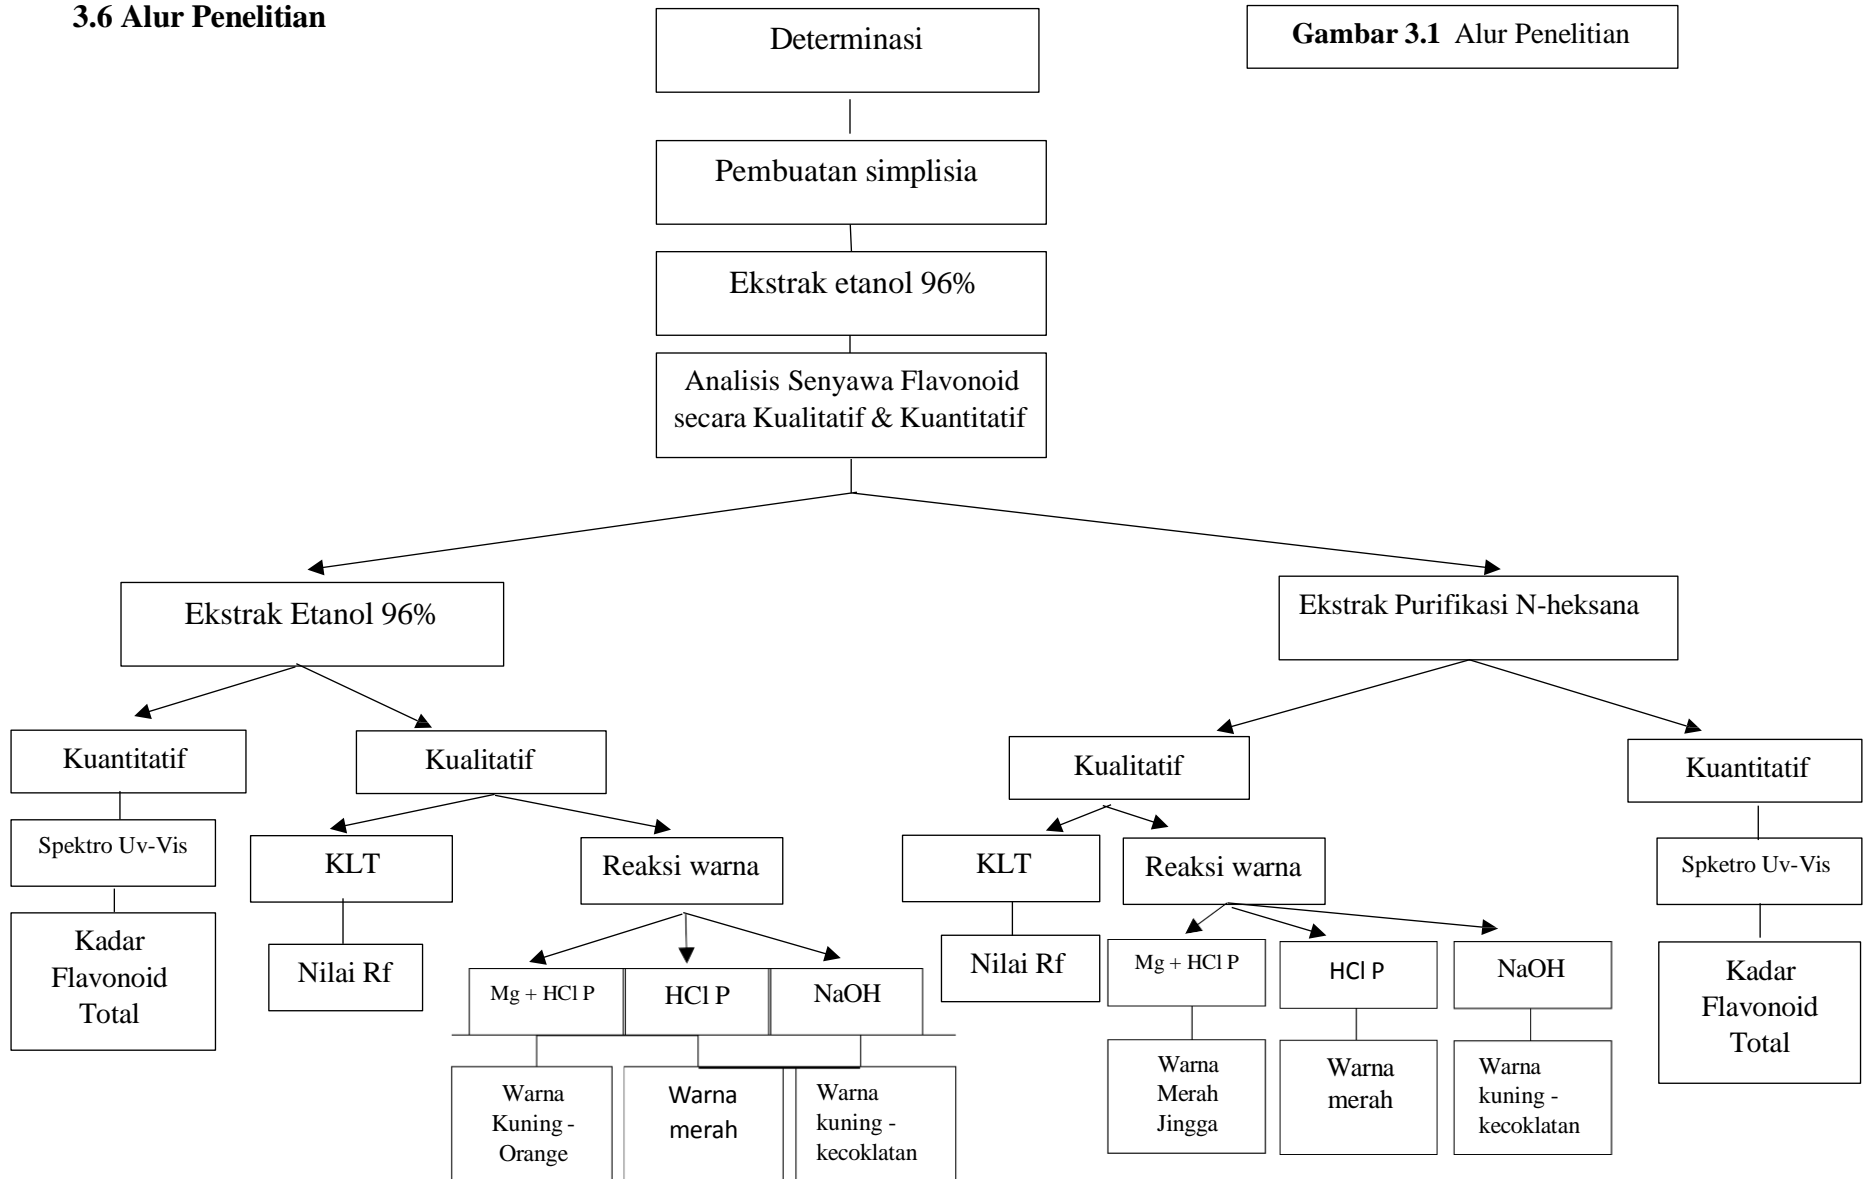 3.6 Alur Penelitian
Gambar 3.1 Alur Penelitian
Determinasi
Pembuatan simplisia
Ekstrak etanol 96%
Analisis Senyawa Flavonoid
secara Kualitatif & Kuantitatif
Ekstrak Etanol 96%
Ekstrak Purifikasi N-heksana
Kuantitatif
Kualitatif
Kualitatif
Kuantitatif
Spektro Uv-Vis
KLT
Reaksi warna
KLT
Reaksi warna
Spketro Uv-Vis
Kadar
Flavonoid
Total
Nilai Rf
Mg + HCl P
HCl P
NaOH
Nilai Rf
Mg + HCl P
HCl P
NaOH
Kadar
Flavonoid
Total
Warna
Kuning -
Orange
Warna
merah
Warna
kuning -
kecoklatan
Warna
Merah
Jingga
Warna
merah
Warna
kuning -
kecoklatan